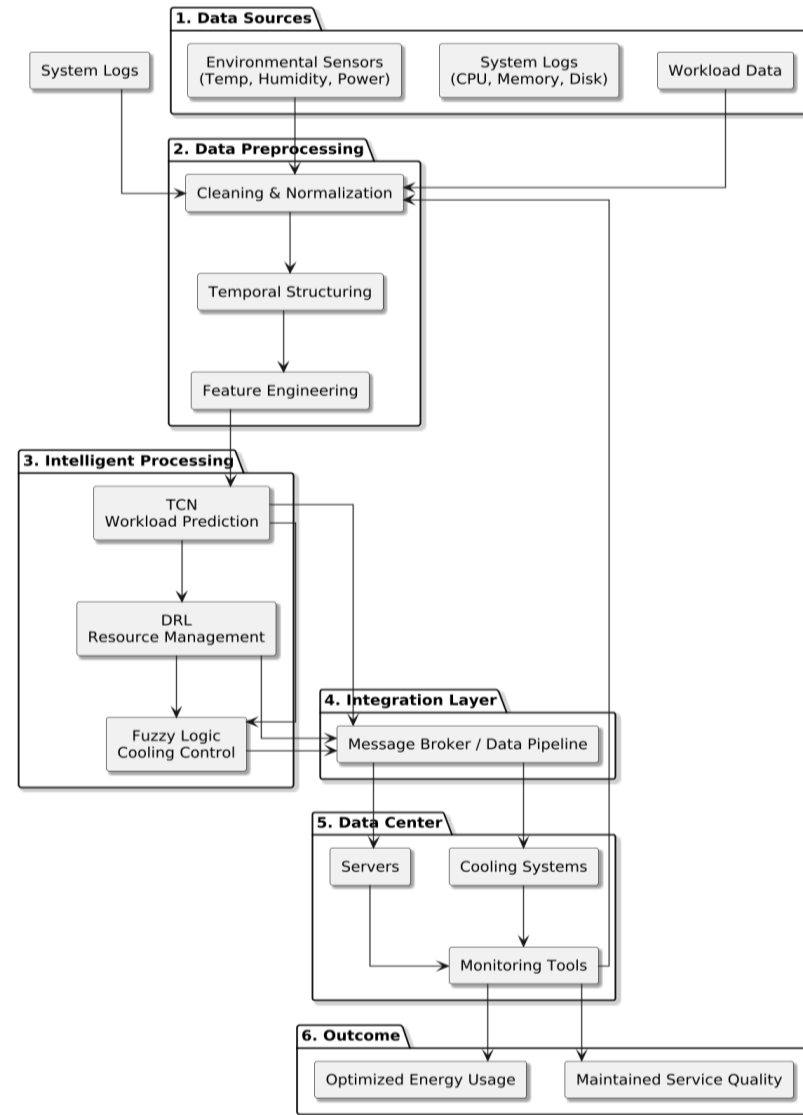 1. Data Sources
System Logs
Environmental Sensors
(Temp, Humidity, Power)
System Logs
(CPU, Memory, Disk)
Workload Data
2. Data Preprocessing
Cleaning & Normalization
Temporal Structuring
Feature Engineering
3. Intelligent Processing
TCN
Workload Prediction
DRL
Resource Management
Fuzzy Logic
Cooling Control
4. Integration Layer
Message Broker / Data Pipeline
5. Data Center
Servers
Cooling Systems
Monitoring Tools
6. Outcome
Optimized Energy Usage
Maintained Service Quality